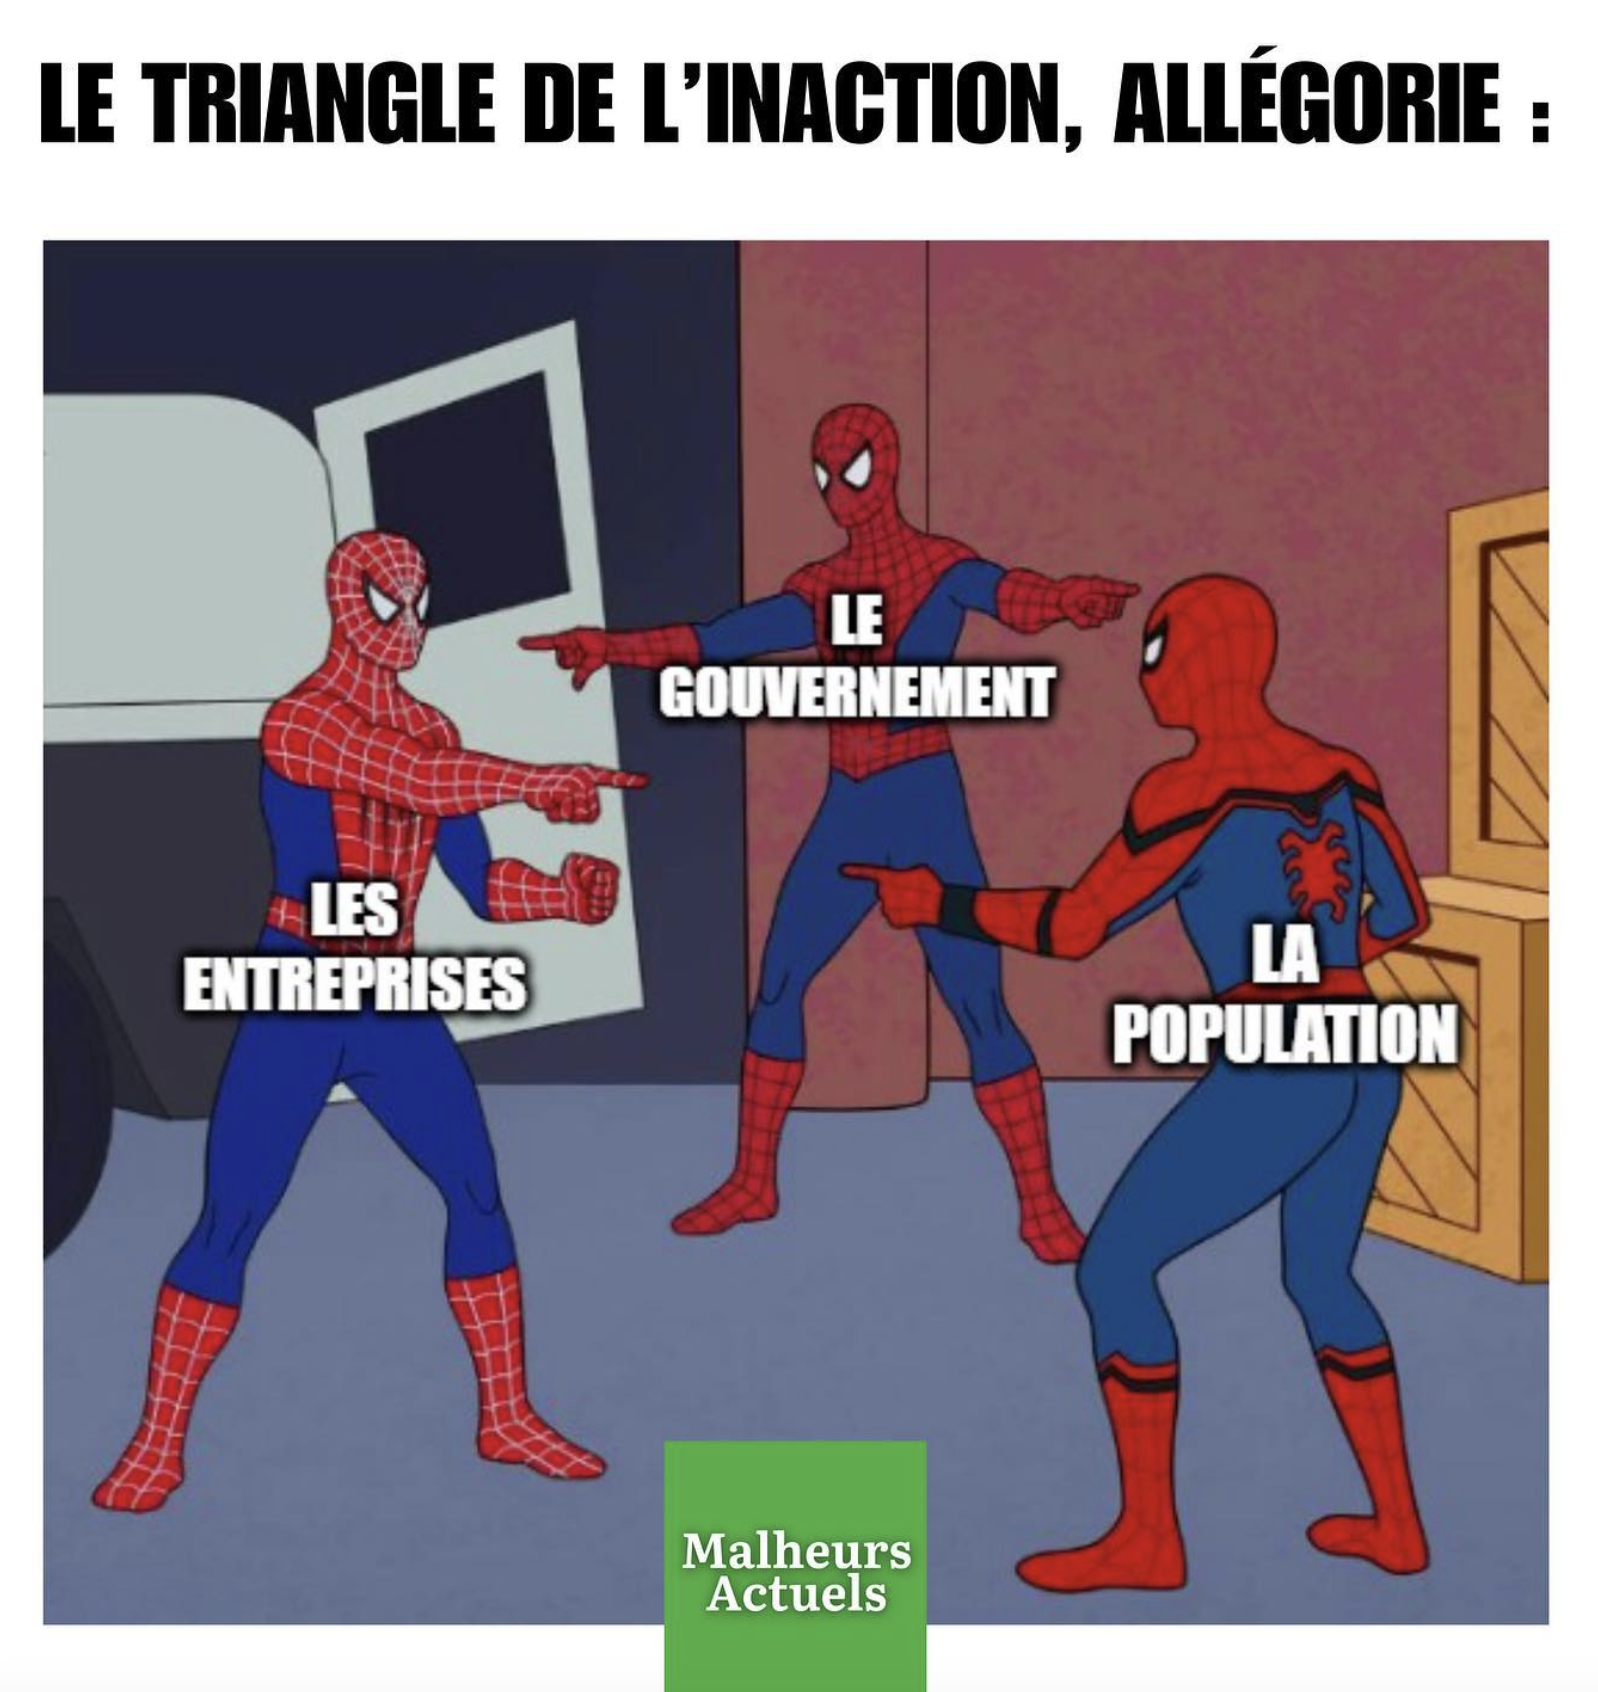 LE TRIANGLE DE L’INACTION, ALLÉGORIE :
LE
GOUVERNEMENT
LES
ENTREPRISES
LA
POPULATION
Malheurs
Actuels